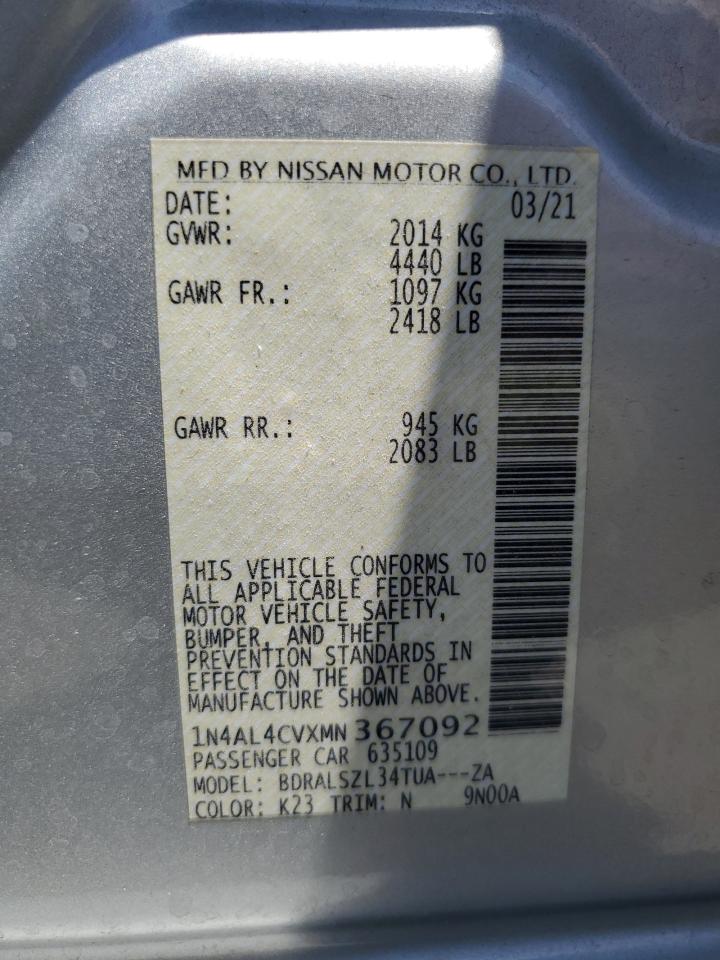 MFD BY NISSAN MOTOR CO., LTD.
DATE: 03/21
GVWR: 2014 KG
4440 LB
GAWR FR.: 1097 KG
2418 LB
GAWR RR.: 945 KG
2083 LB
THIS VEHICLE CONFORMS TO
ALL APPLICABLE FEDERAL
MOTOR VEHICLE SAFETY,
BUMPER, AND THEFT
PREVENTION STANDARDS IN
EFFECT ON THE DATE OF
MANUFACTURE SHOWN ABOVE.
1N4AL4CVXMN 367092
PASSENGER CAR 635109
MODEL: BDRALSZL34TUA---ZA
COLOR: K23 TRIM: N 9N00A